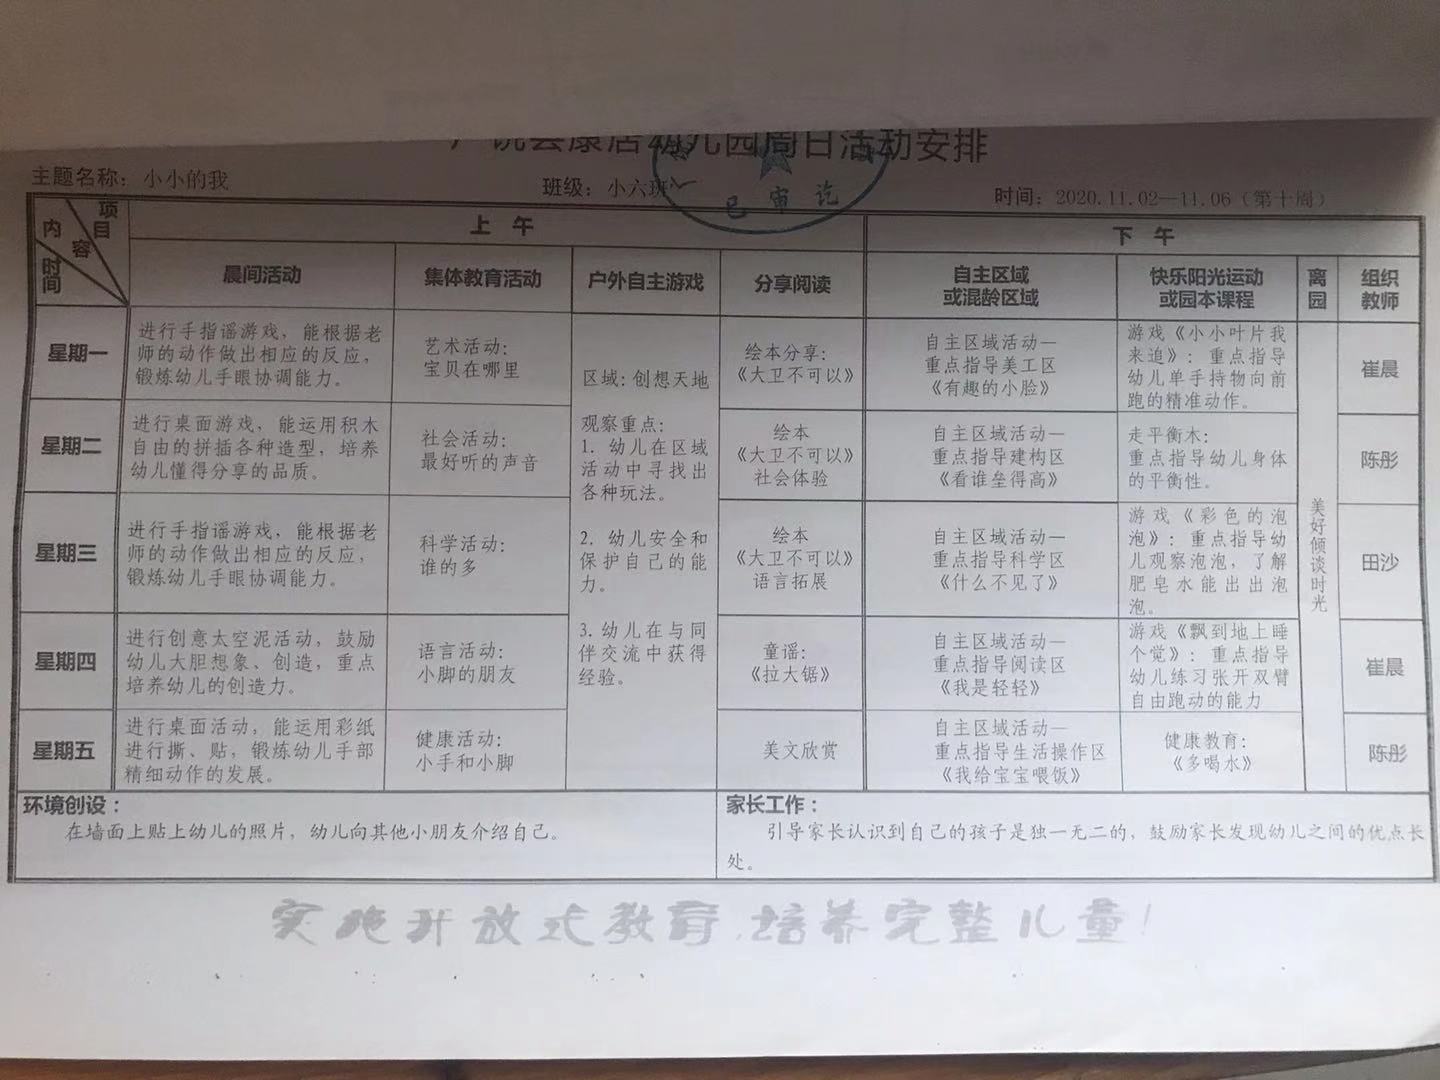 幼儿园周日活动安排
主题名称：小小的我
班级：小六班
时间：2020.11.02—11.06（第十周）
已审讫
项目
内容
时间
上 午
下 午
晨间活动
集体教育活动
户外自主游戏
分享阅读
自主区域
或混龄区域
快乐阳光运动
或园本课程
离园
组织
教师
星期一
进行手指谣游戏，能根据老
师的动作做出相应的反应，
锻炼幼儿手眼协调能力。
艺术活动：
宝贝在哪里
区域：创想天地
观察重点：
1. 幼儿在区域
活动中寻找出
各种玩法。
2. 幼儿安全和
保护自己的能
力。
3. 幼儿在与同
伴交流中获得
经验。
绘本分享：
《大卫不可以》
自主区域活动—
重点指导美工区
《有趣的小脸》
游戏《小小叶片我
来追》：重点指导
幼儿单手持物向前
跑的精准动作。
美好倾谈时光
崔晨
星期二
进行桌面游戏，能运用积木
自由的拼插各种造型，培养
幼儿懂得分享的品质。
社会活动：
最好听的声音
绘本
《大卫不可以》
社会体验
自主区域活动—
重点指导建构区
《看谁垒得高》
走平衡木：
重点指导幼儿身体
的平衡性。
陈彤
星期三
进行手指谣游戏，能根据老
师的动作做出相应的反应，
锻炼幼儿手眼协调能力。
科学活动：
谁的多
绘本
《大卫不可以》
语言拓展
自主区域活动—
重点指导科学区
《什么不见了》
游戏《彩色的泡
泡》：重点指导幼
儿观察泡泡，了解
肥皂水能出出泡
泡。
田沙
星期四
进行创意太空泥活动，鼓励
幼儿大胆想象、创造，重点
培养幼儿的创造力。
语言活动：
小脚的朋友
童谣：
《拉大锯》
自主区域活动—
重点指导阅读区
《我是轻轻》
游戏《飘到地上睡
个觉》：重点指导
幼儿练习张开双臂
自由跑动的能力
崔晨
星期五
进行桌面活动，能运用彩纸
进行撕、贴，锻炼幼儿手部
精细动作的发展。
健康活动：
小手和小脚
美文欣赏
自主区域活动—
重点指导生活操作区
《我给宝宝喂饭》
健康教育：
《多喝水》
陈彤
环境创设：
在墙面上贴上幼儿的照片，幼儿向其他小朋友介绍自己。
家长工作：
引导家长认识到自己的孩子是独一无二的，鼓励家长发现幼儿之间的优点长
处。
实施开放式教育，培养完整儿童！